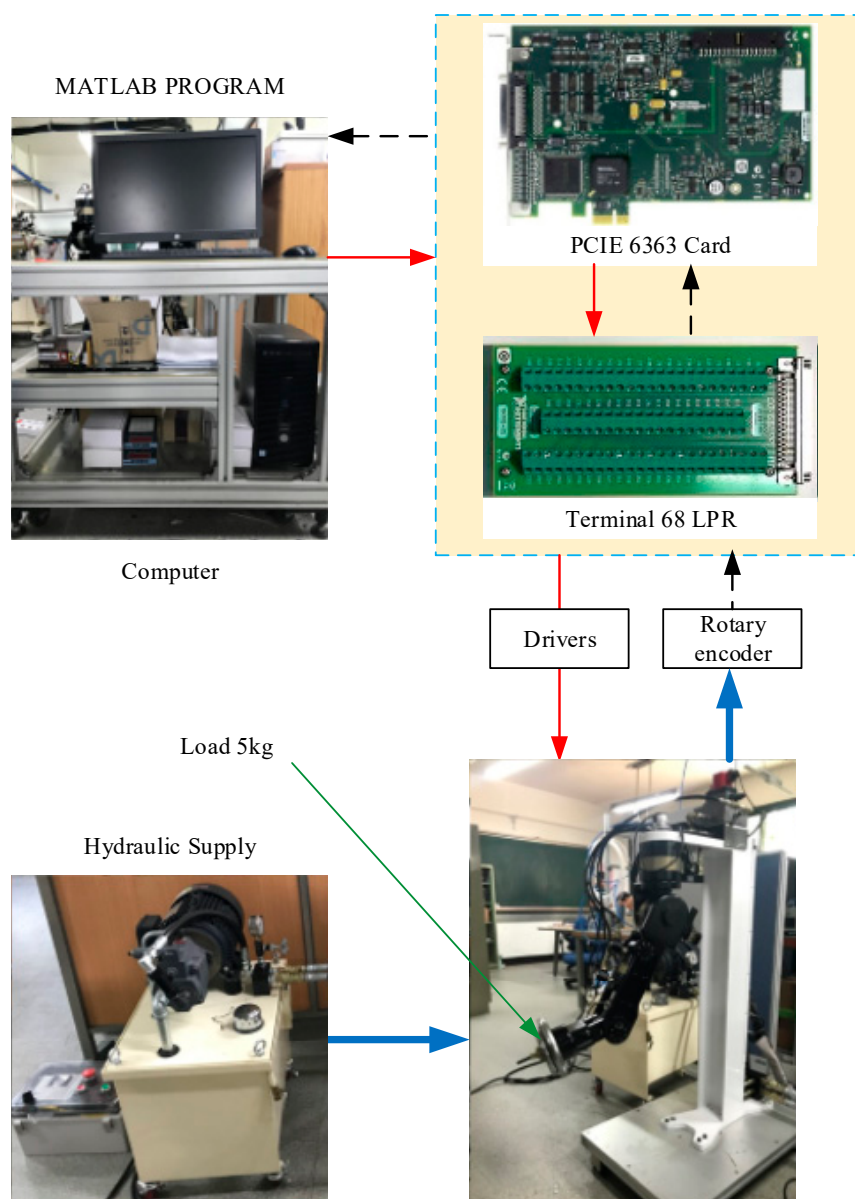 MATLAB PROGRAM
PCIE 6363 Card
Terminal 68 LPR
Computer
Drivers
Rotary
encoder
Load 5kg
Hydraulic Supply